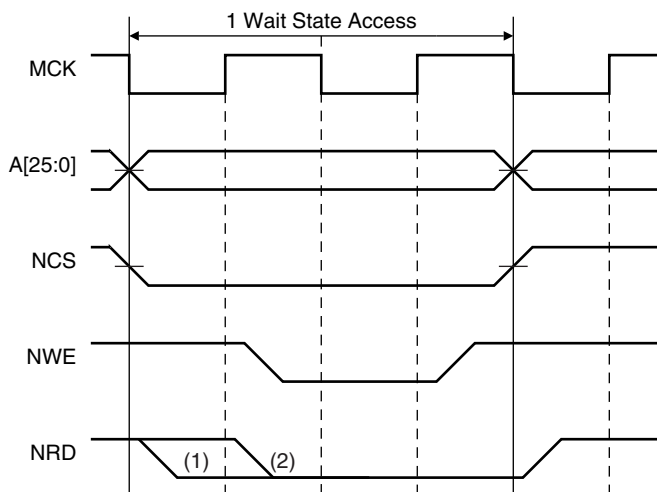 1 Wait State Access
MCK
A[25:0]
NCS
NWE
NRD
(1)
(2)